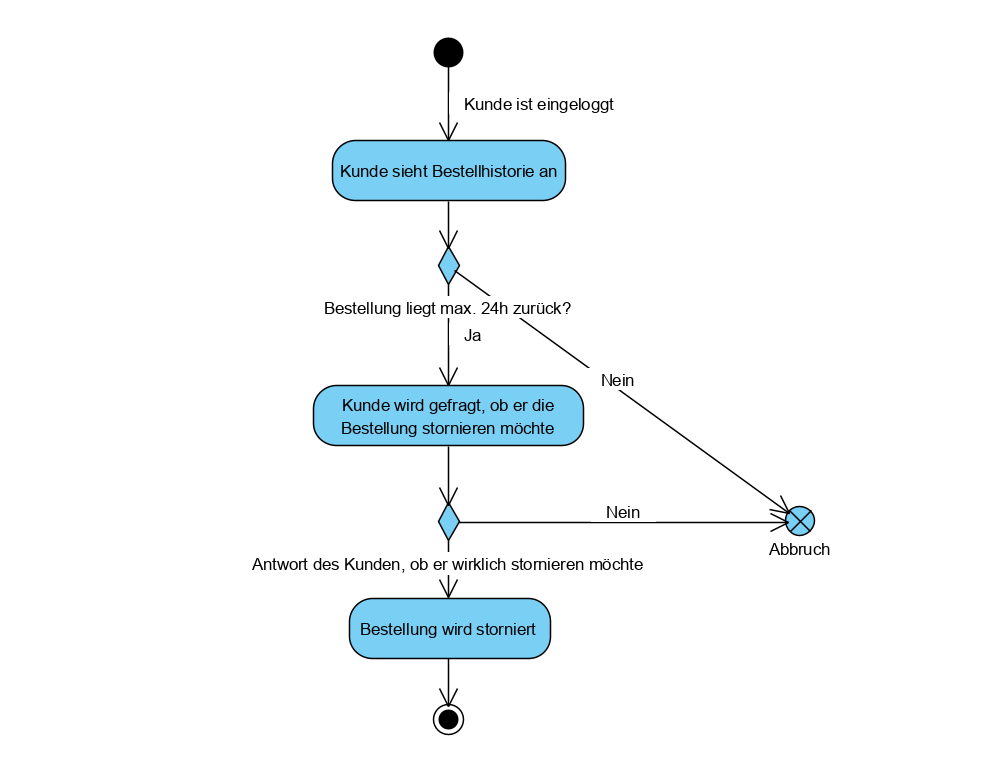 Kunde ist eingeloggt
Kunde sieht Bestellhistorie an
Bestellung liegt max. 24h zurück?
Ja
Nein
Kunde wird gefragt, ob er die
Bestellung stornieren möchte
Nein
Abbruch
Antwort des Kunden, ob er wirklich stornieren möchte
Bestellung wird storniert